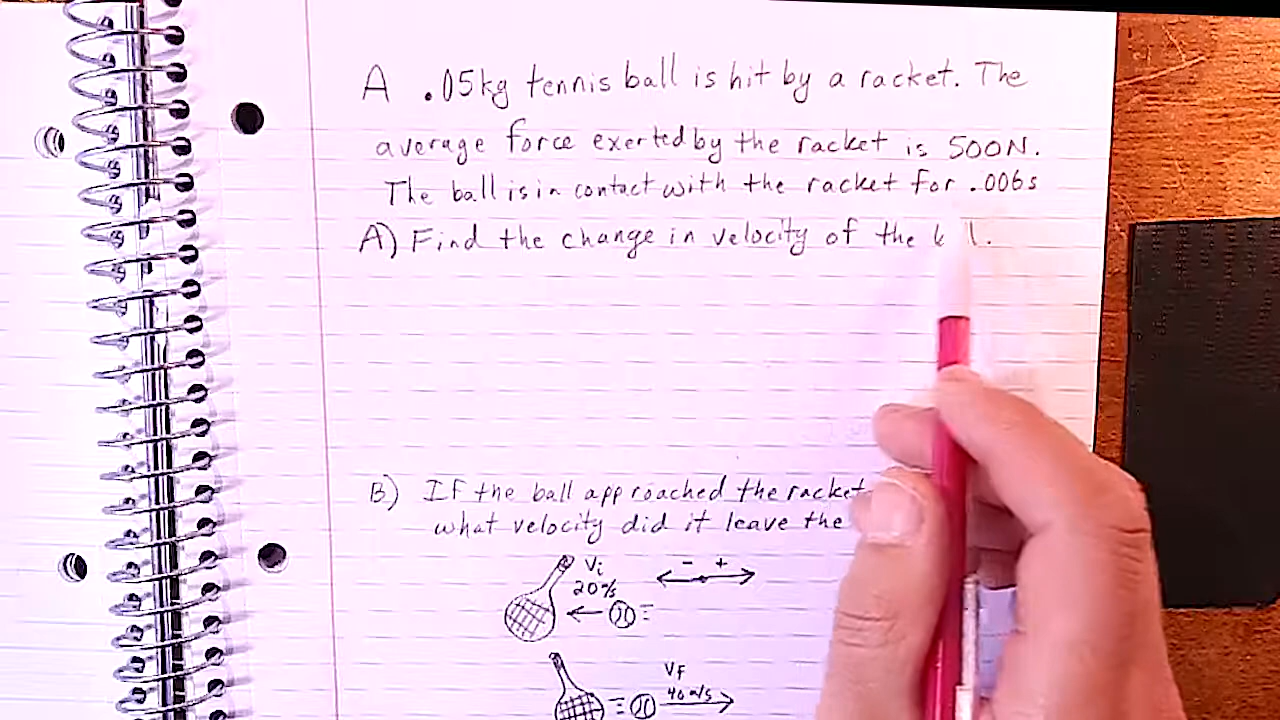 A .05kg tennis ball is hit by a racket. The
average force exerted by the racket is 500N.
The ball is in contact with the racket for .006s
A) Find the change in velocity of the
B) If the ball approached the racket
what velocity did it leave the
Vi
- +
20m/s
VF
40m/s